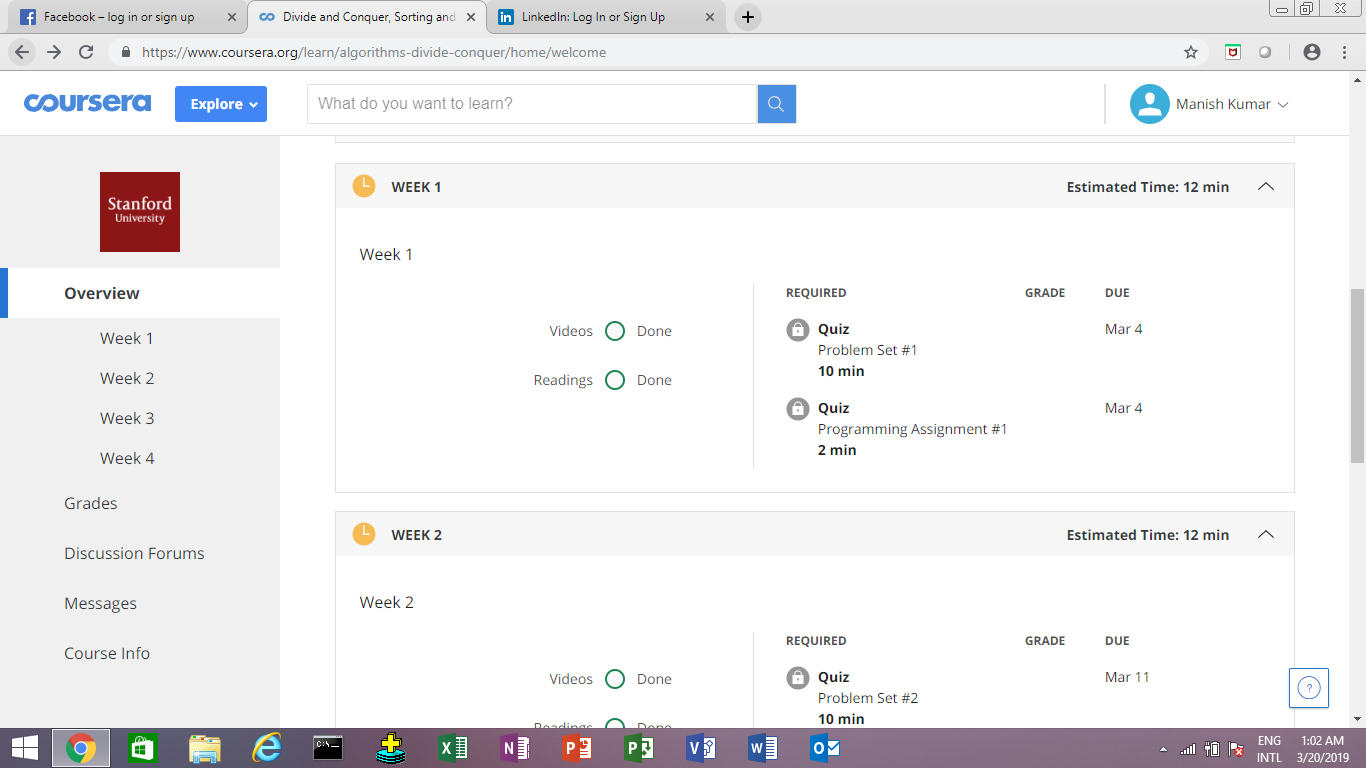 Facebook – log in or sign up
Divide and Conquer, Sorting and
LinkedIn: Log In or Sign Up
https://www.coursera.org/learn/algorithms-divide-conquer/home/welcome
coursera
Explore
What do you want to learn?
Manish Kumar
Stanford
University
Overview
Week 1
Week 2
Week 3
Week 4
Grades
Discussion Forums
Messages
Course Info
WEEK 1
Estimated Time: 12 min
Week 1
Videos Done
Readings Done
REQUIRED GRADE DUE
Quiz Mar 4
Problem Set #1
10 min
Quiz Mar 4
Programming Assignment #1
2 min
WEEK 2
Estimated Time: 12 min
Week 2
Videos Done
Readings Done
REQUIRED GRADE DUE
Quiz Mar 11
Problem Set #2
10 min
?
ENG
INTL
1:02 AM
3/20/2019